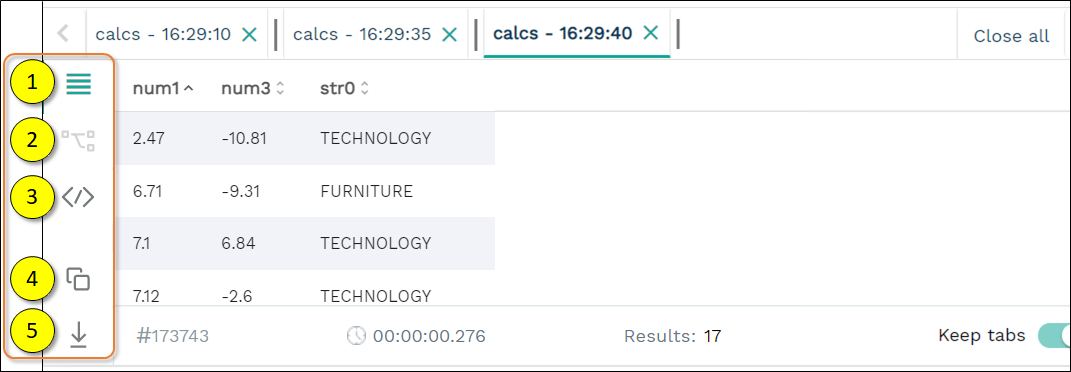 calcs - 16:29:10 calcs - 16:29:35 calcs - 16:29:40 Close all
1 num1 num3 str0
2 2.47 -10.81 TECHNOLOGY
3 6.71 -9.31 FURNITURE
7.1 6.84 TECHNOLOGY
4 7.12 -2.6 TECHNOLOGY
5 #173743 00:00:00.276 Results: 17 Keep tabs